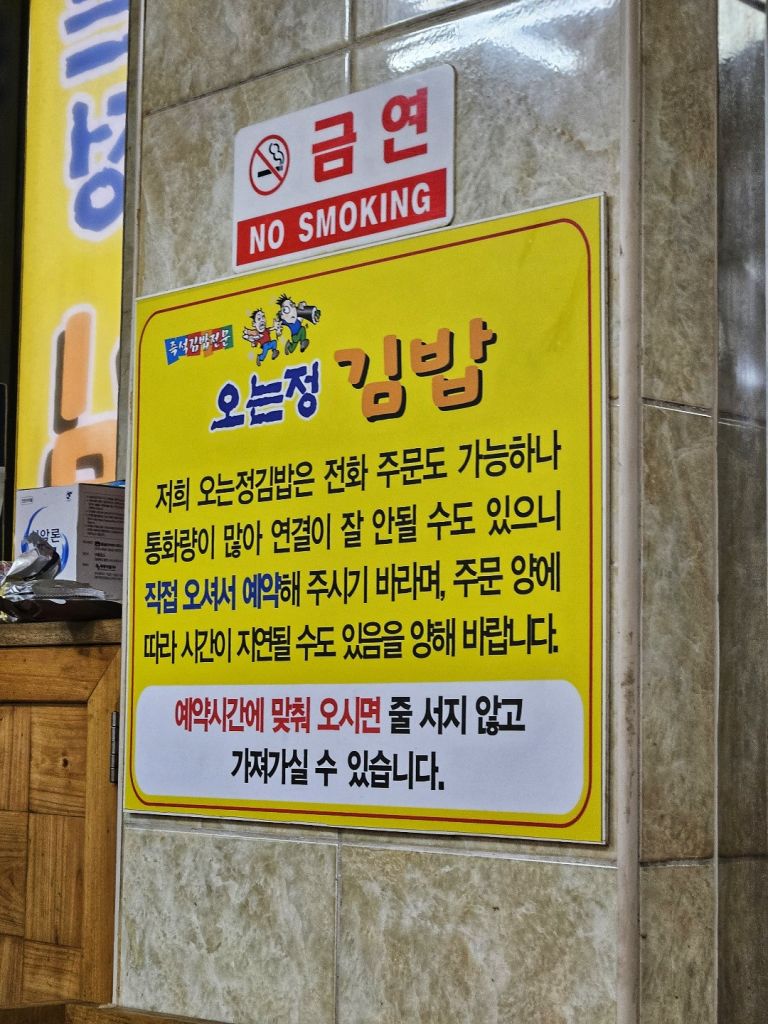 금연
NO SMOKING
즉석김밥전문
오는정 김밥
저희 오는정김밥은 전화 주문도 가능하나
통화량이 많아 연결이 잘 안될 수도 있으니
직접 오셔서 예약해 주시기 바라며, 주문 양에
따라 시간이 지연될 수도 있음을 양해 바랍니다.
예약시간에 맞춰 오시면 줄 서지 않고
가져가실 수 있습니다.